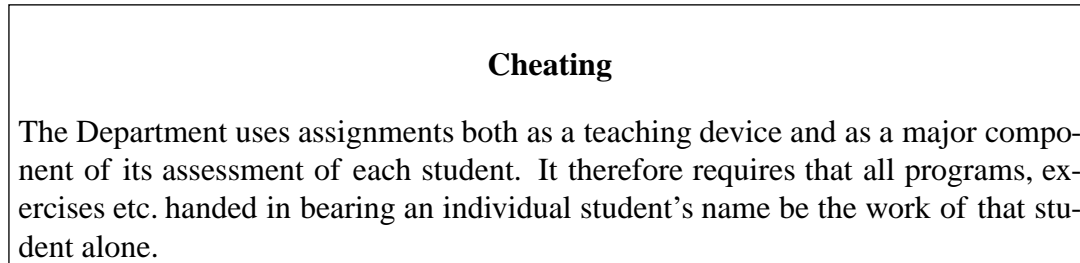 Cheating
The Department uses assignments both as a teaching device and as a major compo-
nent of its assessment of each student. It therefore requires that all programs, ex-
ercises etc. handed in bearing an individual student's name be the work of that stu-
dent alone.